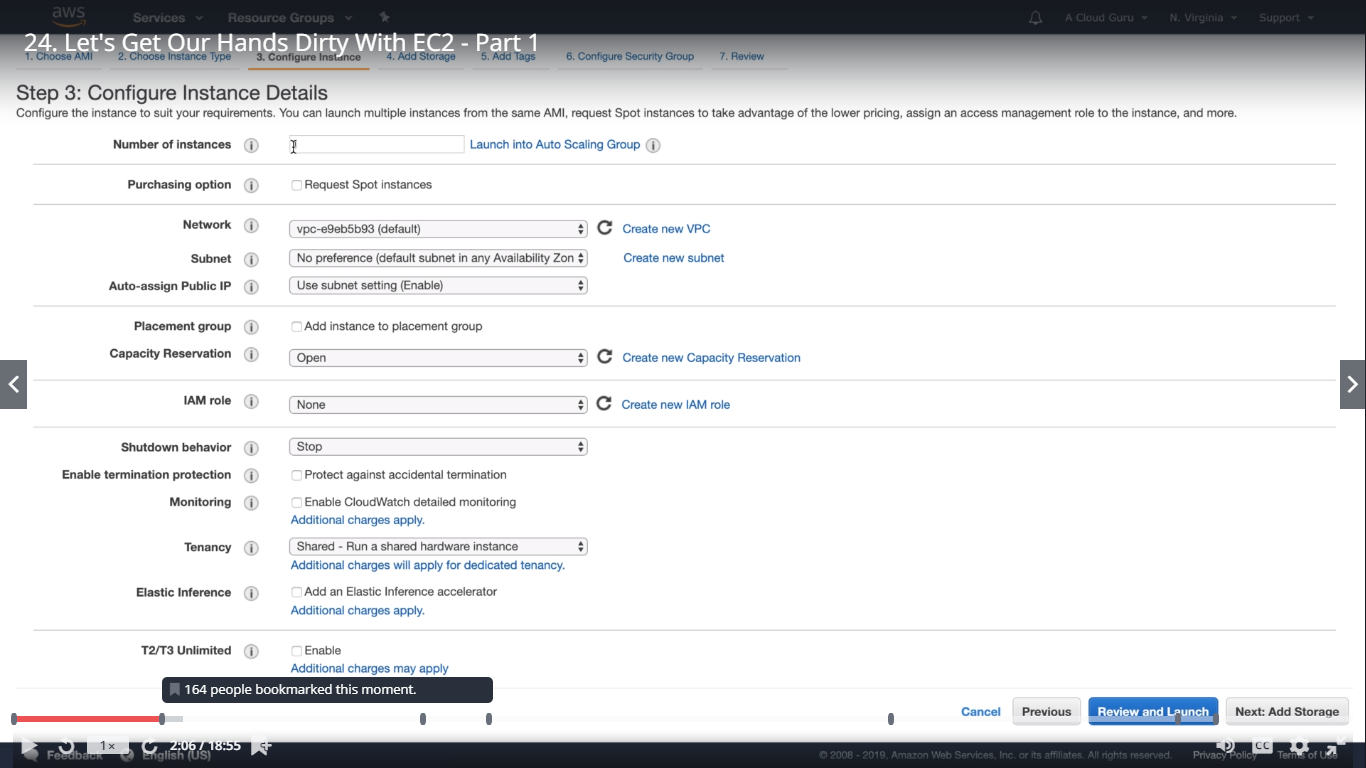 aws Services Resource Groups A Cloud Guru N. Virginia Support
24. Let's Get Our Hands Dirty With EC2 - Part 1
1. Choose AMI 2. Choose Instance Type 3. Configure Instance 4. Add Storage 5. Add Tags 6. Configure Security Group 7. Review
Step 3: Configure Instance Details
Configure the instance to suit your requirements. You can launch multiple instances from the same AMI, request Spot instances to take advantage of the lower pricing, assign an access management role to the instance, and more.
Number of instances Launch into Auto Scaling Group
Purchasing option Request Spot instances
Network vpc-e9eb5b93 (default) Create new VPC
Subnet No preference (default subnet in any Availability Zon Create new subnet
Auto-assign Public IP Use subnet setting (Enable)
Placement group Add instance to placement group
Capacity Reservation Open Create new Capacity Reservation
IAM role None Create new IAM role
Shutdown behavior Stop
Enable termination protection Protect against accidental termination
Monitoring Enable CloudWatch detailed monitoring
Additional charges apply.
Tenancy Shared - Run a shared hardware instance
Additional charges will apply for dedicated tenancy.
Elastic Inference Add an Elastic Inference accelerator
Additional charges apply.
T2/T3 Unlimited Enable
Additional charges may apply
164 people bookmarked this moment.
Cancel Previous Review and Launch Next: Add Storage
1× 2:06 / 18:55 CC
Feedback English (US) © 2008 - 2019, Amazon Web Services, Inc. or its affiliates. All rights reserved. Privacy Policy Terms of Use